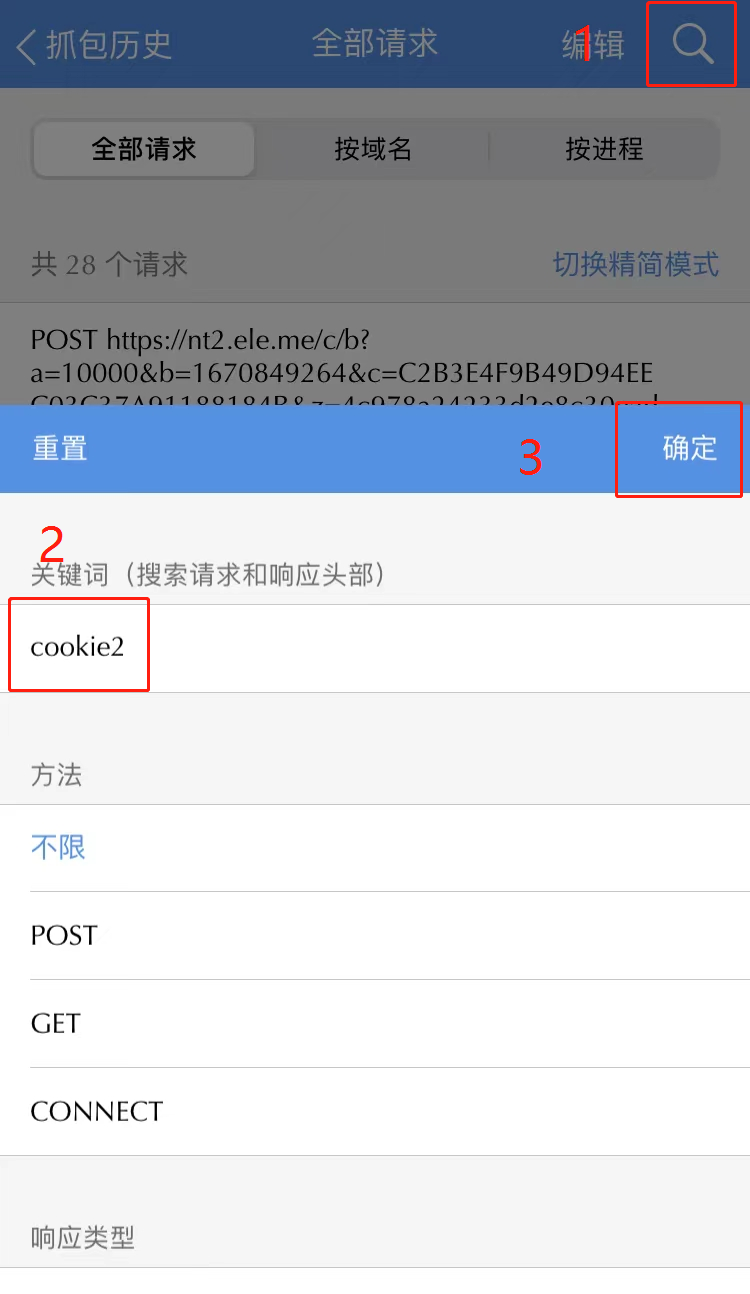 抓包历史 全部请求 编辑 1
全部请求 按域名 按进程
共 28 个请求 切换精简模式
POST https://nt2.ele.me/c/b?
a=10000&b=1670849264&c=C2B3E4F9B49D94EE
重置 3 确定
2
关键词（搜索请求和响应头部）
cookie2
方法
不限
POST
GET
CONNECT
响应类型